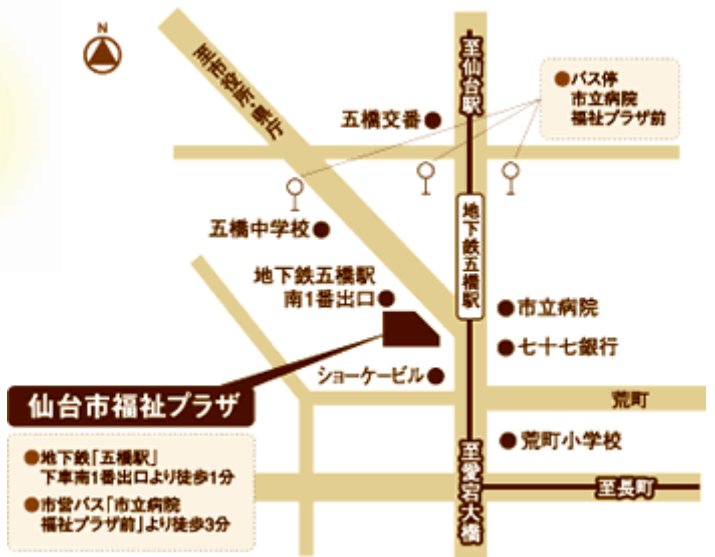 N
至市役所・県庁
至仙台駅
●バス停
市立病院
福祉プラザ前
五橋交番●
地下鉄五橋駅
五橋中学校●
地下鉄五橋駅
南1番出口●
●市立病院
●七十七銀行
ショーケービル●
仙台市福祉プラザ
荒町
●荒町小学校
●地下鉄「五橋駅」
下車南1番出口より徒歩1分
●市営バス「市立病院
福祉プラザ前」より徒歩3分
至愛宕大橋
至長町